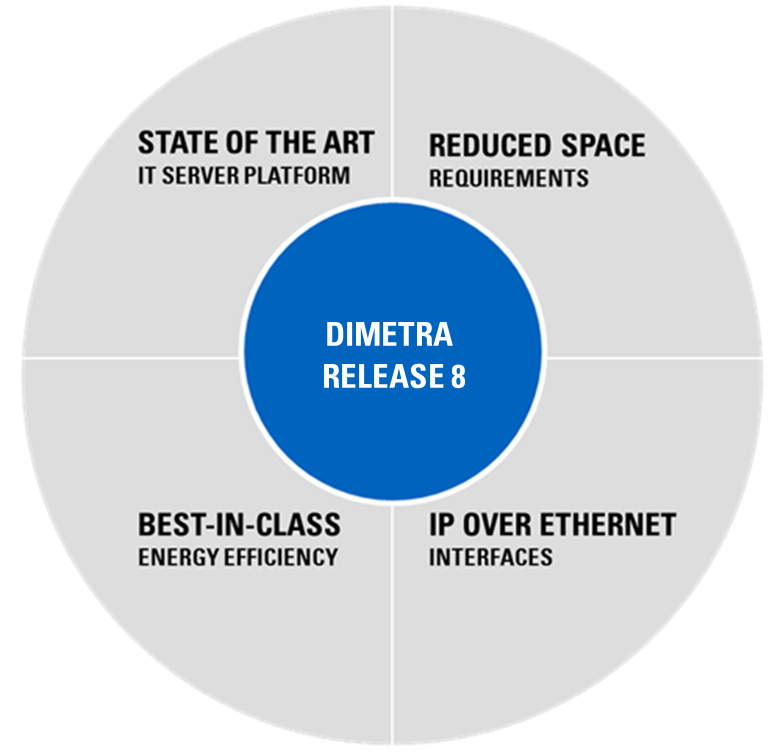 STATE OF THE ART
IT SERVER PLATFORM
REDUCED SPACE
REQUIREMENTS
DIMETRA
RELEASE 8
BEST-IN-CLASS
ENERGY EFFICIENCY
IP OVER ETHERNET
INTERFACES